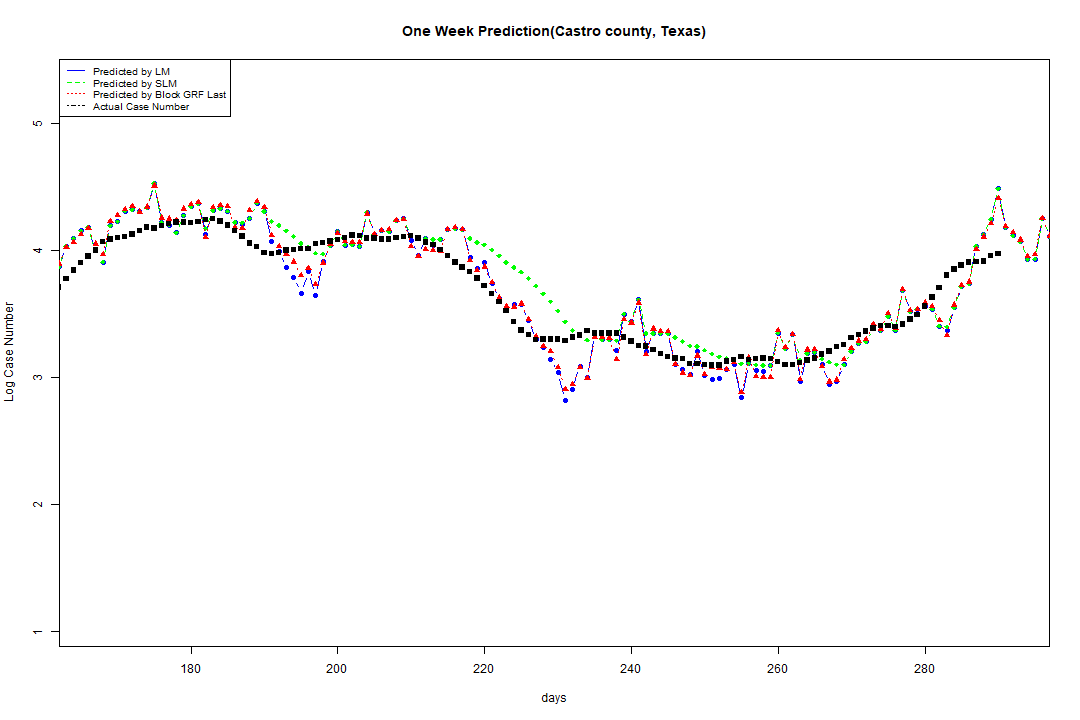 One Week Prediction(Castro county, Texas)
Predicted by LM
Predicted by SLM
Predicted by Block GRF Last
Actual Case Number
5
4
3
2
1
Log Case Number
180 200 220 240 260 280
days